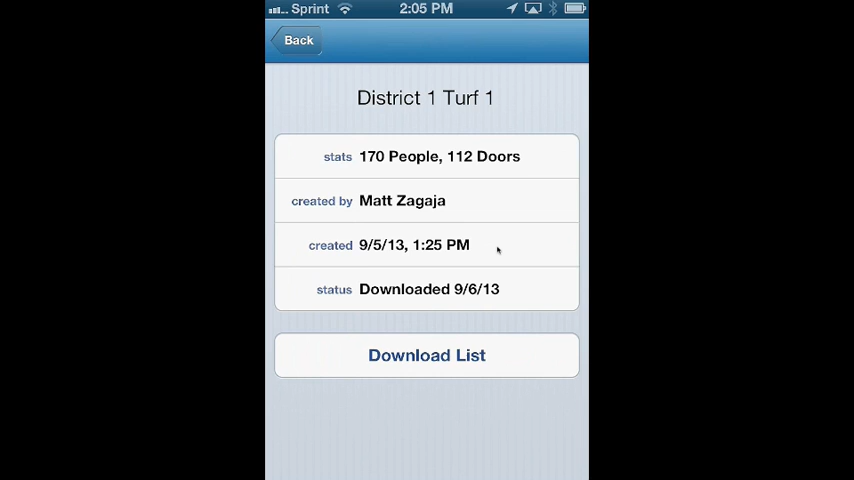 Sprint 2:05 PM
Back
District 1 Turf 1
stats 170 People, 112 Doors
created by Matt Zagaja
created 9/5/13, 1:25 PM
status Downloaded 9/6/13
Download List